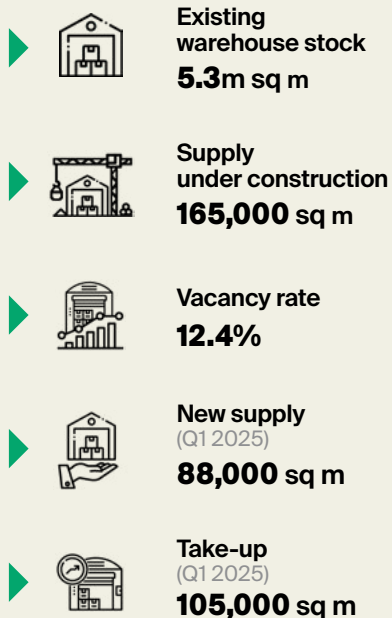 Existing
warehouse stock
5.3m sq m
Supply
under construction
165,000 sq m
Vacancy rate
12.4%
New supply
(Q1 2025)
88,000 sq m
Take-up
(Q1 2025)
105,000 sq m